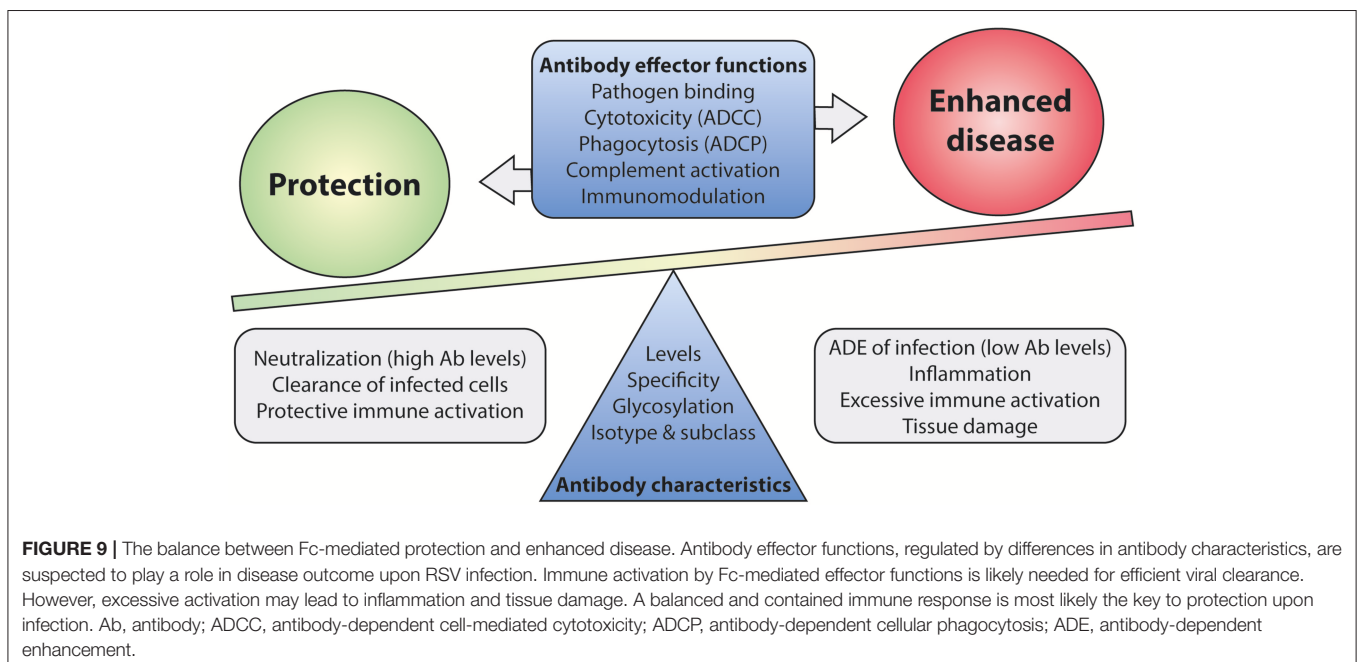 Antibody effector functions
Pathogen binding
Cytotoxicity (ADCC)
Phagocytosis (ADCP)
Complement activation
Immunomodulation
Enhanced
disease
Protection
Neutralization (high Ab levels)
Clearance of infected cells
Protective immune activation
Levels
Specificity
Glycosylation
Isotype & subclass
Antibody characteristics
ADE of infection (low Ab levels)
Inflammation
Excessive immune activation
Tissue damage
FIGURE 9 | The balance between Fc-mediated protection and enhanced disease. Antibody effector functions, regulated by differences in antibody characteristics, are
suspected to play a role in disease outcome upon RSV infection. Immune activation by Fc-mediated effector functions is likely needed for efficient viral clearance.
However, excessive activation may lead to inflammation and tissue damage. A balanced and contained immune response is most likely the key to protection upon
infection. Ab, antibody; ADCC, antibody-dependent cell-mediated cytotoxicity; ADCP, antibody-dependent cellular phagocytosis; ADE, antibody-dependent
enhancement.